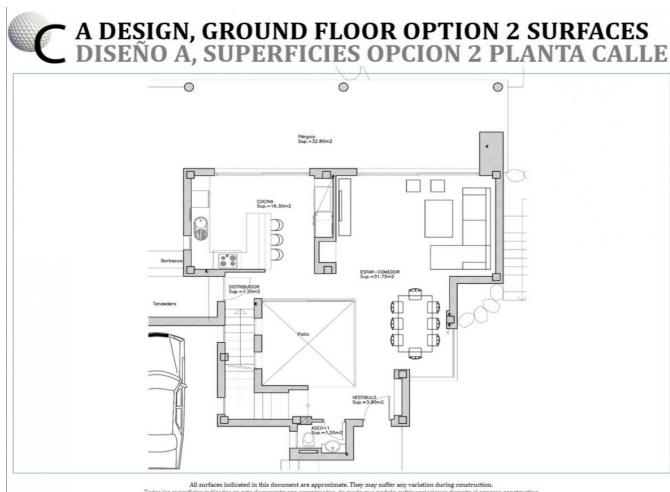 C
A DESIGN, GROUND FLOOR OPTION 2 SURFACES
DISEÑO A, SUPERFICIES OPCION 2 PLANTA CALLE
Pérgola
Sup.=32.80m2
COCINA
Sup.=16.30m2
Barbacoa
ESTAR-COMEDOR
Sup.=31.75m2
DISTRIBUIDOR
Sup.=1.20m2
Tendedero
Patio
VESTIBULO
Sup.=3.80m2
ASEO-1
Sup.=1.55m2
All surfaces indicated in this document are approximate. They may suffer any variation during construction.